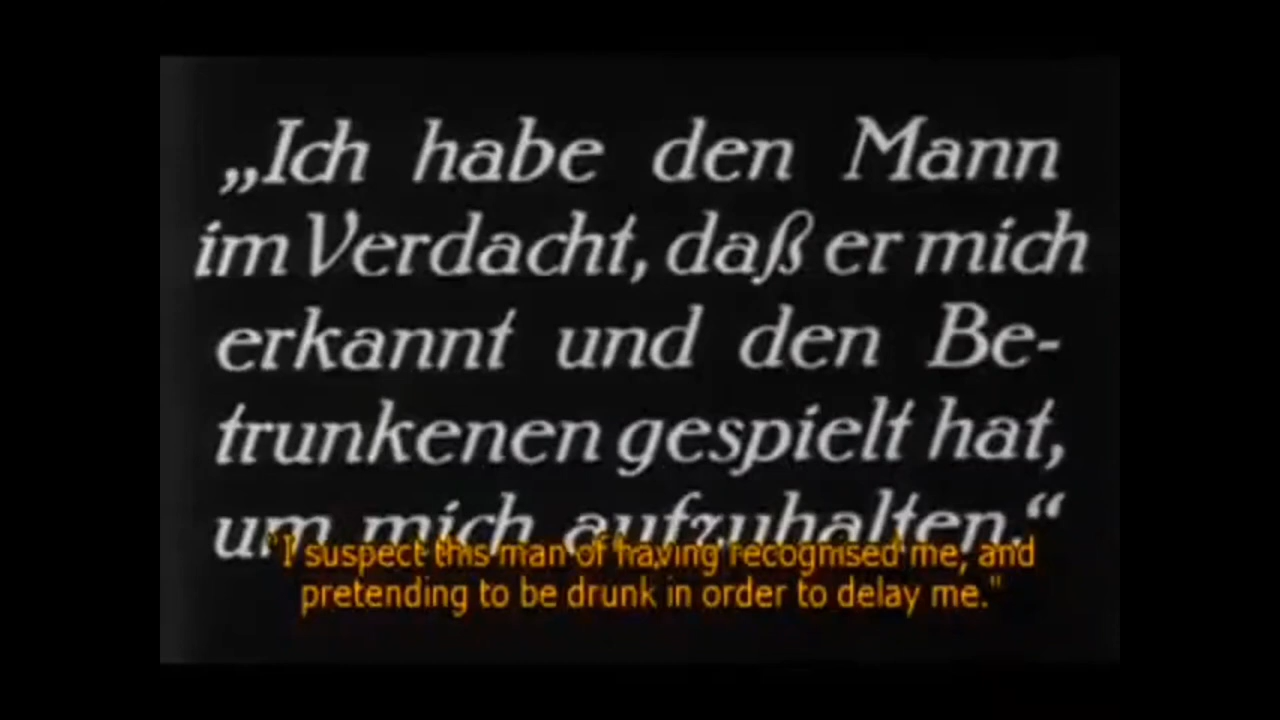 „Ich habe den Mann
im Verdacht, daß er mich
erkannt und den Be-
trunkenen gespielt hat,
um mich aufzuhalten.“
"I suspect this man of having recognised me, and
pretending to be drunk in order to delay me."